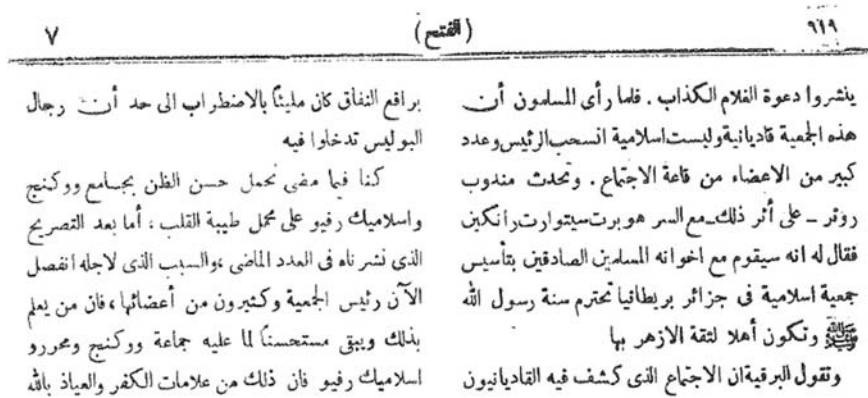 ٩١٩ (الفتح) ٧
ينشروا دعوة الغلام الكذاب . فلما رأى المسلمون أن
هذه الجمعية قاديانية وليست اسلامية انسحب الرئيس وعدد
كبير من الاعضاء من قاعة الاجتماع . وتحدث مندوب
روتر ــ على أثر ذلك ــ مع السر هوبرت سيتوارت رانكين
فقال له انه سيقوم مع اخوانه المسلمين الصادقين بتأسيس
جمعية اسلامية فى جزائر بريطانيا تحترم سنة رسول الله
ﷺ وتكون أهلا لثقة الازهر بها
وتقول البرقية ان الاجتماع الذى كشف فيه القاديانيون
براقع النفاق كان مليئاً بالاضطراب الى حد أن رجال
البوليس تدخلوا فيه
كنا فيما مضى نحمل حسن الظن بجامع ووكنج
واسلاميك رفيو على محمل طيبة القلب ، أما بعد التصريح
الذى نشرناه فى العدد الماضى ، والسبب الذى لاجله انفصل
الآن رئيس الجمعية وكثيرون من أعضائها ، فان من يعلم
بذلك ويبقى مستحسناً لما عليه جماعة ووكنج ومحررو
اسلاميك رفيو فان ذلك من علامات الكفر والعياذ بالله